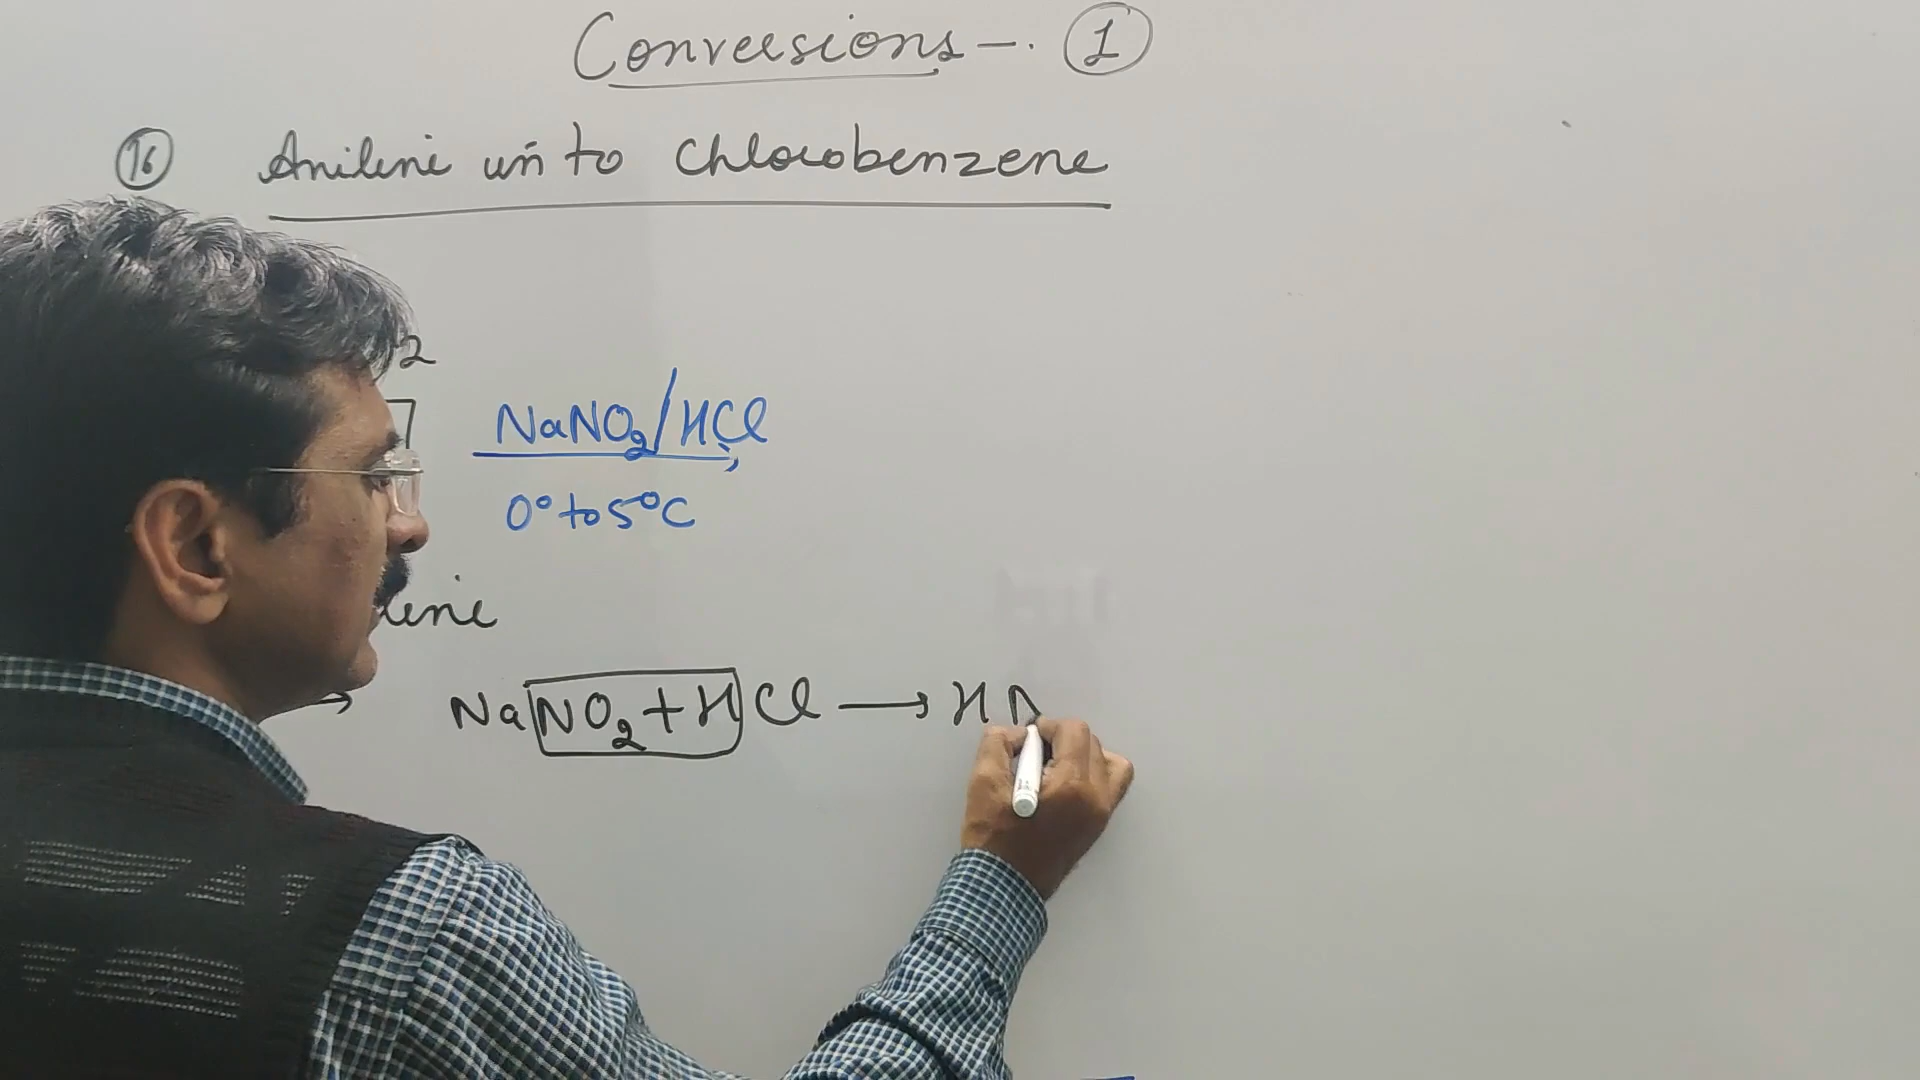 Conversions - . 1
16 Aniline into Chlorobenzene
2
NaNO2/HCl,
0° to 5°C
line
→ NaNO2 + HCl → HN